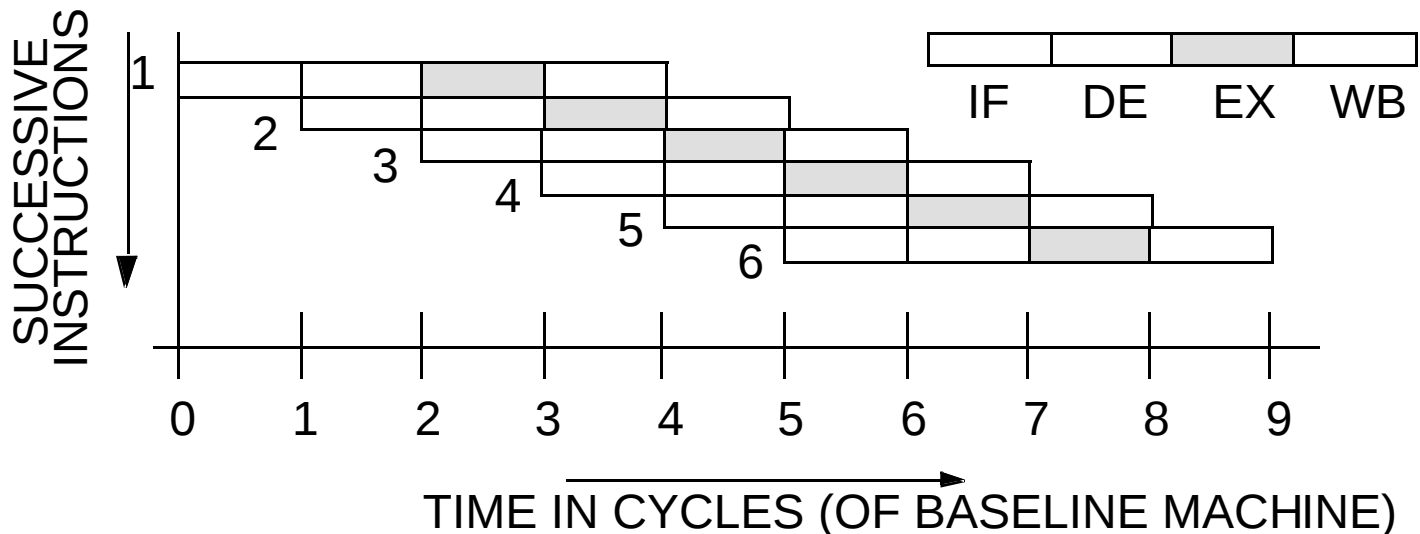 SUCCESSIVE
INSTRUCTIONS
1
2
3
4
5
6
IF DE EX WB
0 1 2 3 4 5 6 7 8 9
TIME IN CYCLES (OF BASELINE MACHINE)